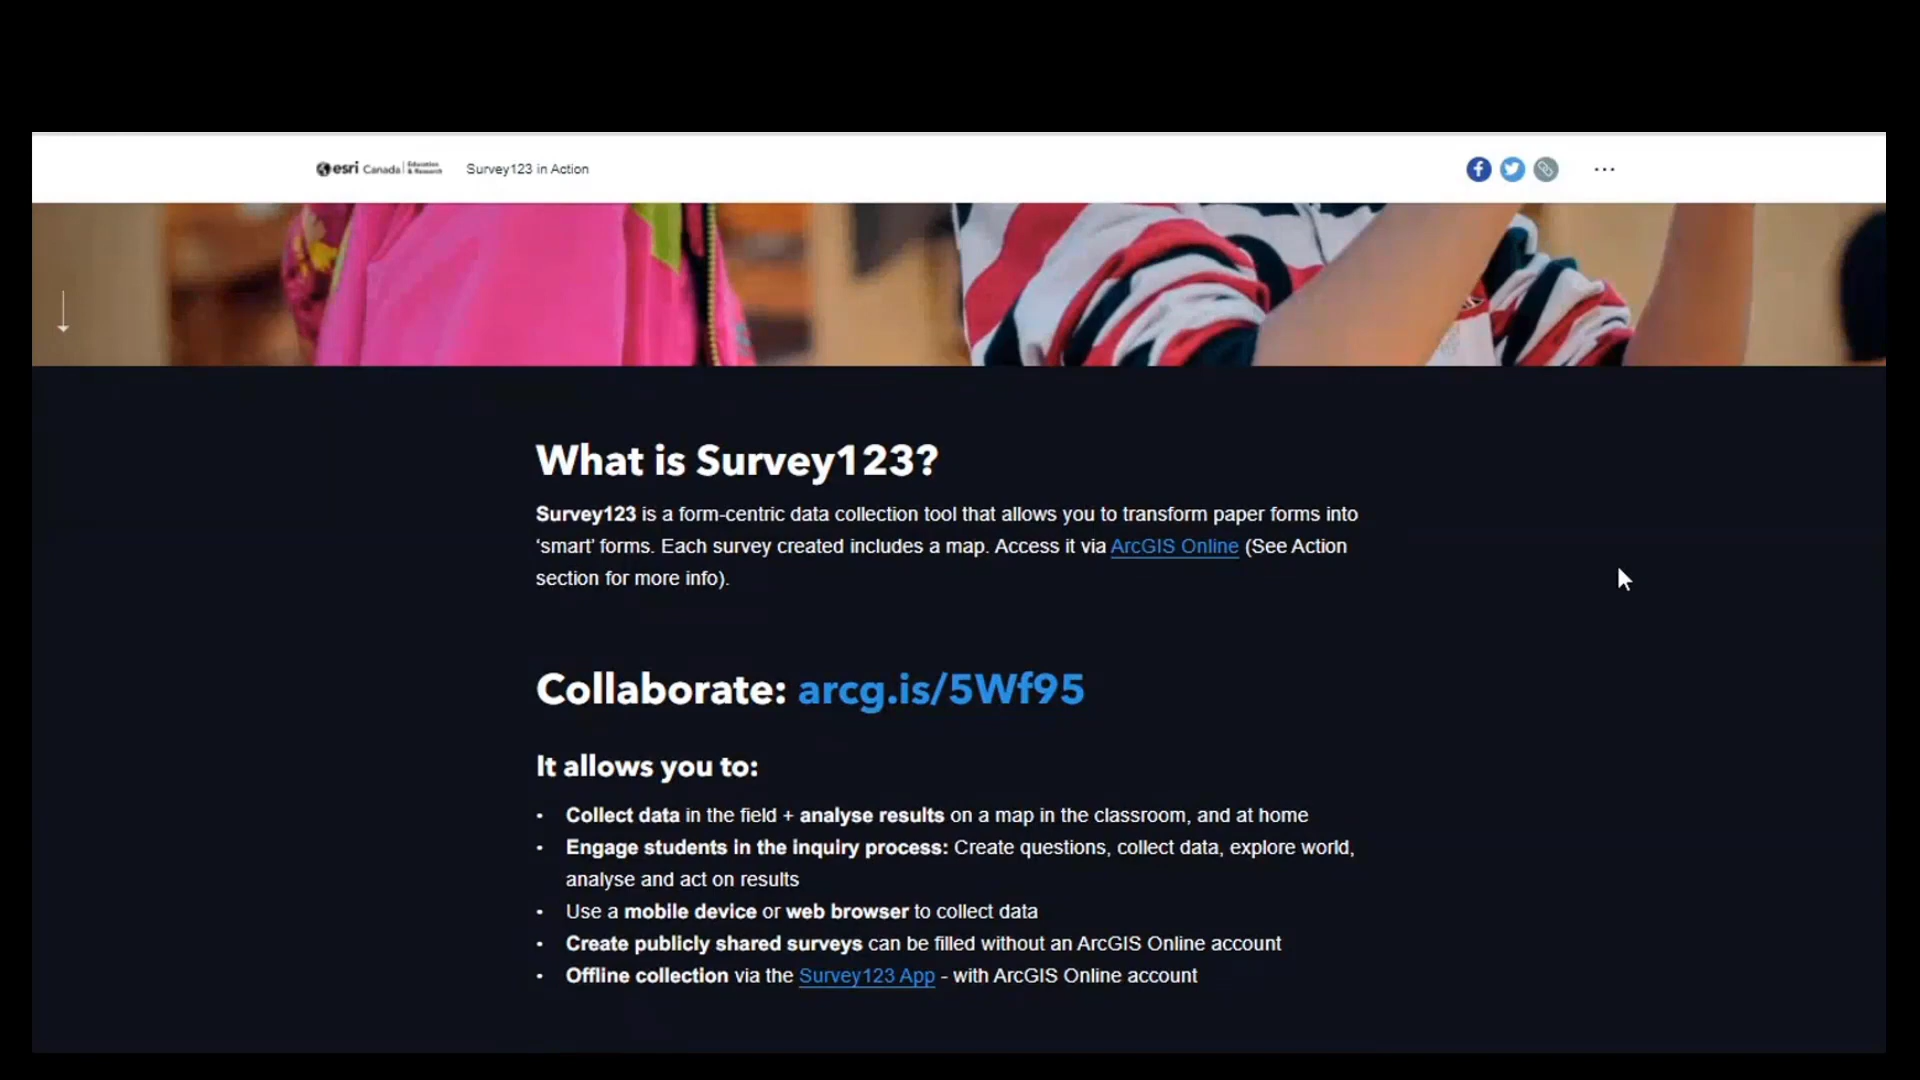 esri Canada Education & Research
Survey123 in Action
What is Survey123?
Survey123 is a form-centric data collection tool that allows you to transform paper forms into
‘smart’ forms. Each survey created includes a map. Access it via ArcGIS Online (See Action
section for more info).
Collaborate: arcg.is/5Wf95
It allows you to:
• Collect data in the field + analyse results on a map in the classroom, and at home
• Engage students in the inquiry process: Create questions, collect data, explore world,
analyse and act on results
• Use a mobile device or web browser to collect data
• Create publicly shared surveys can be filled without an ArcGIS Online account
• Offline collection via the Survey123 App - with ArcGIS Online account